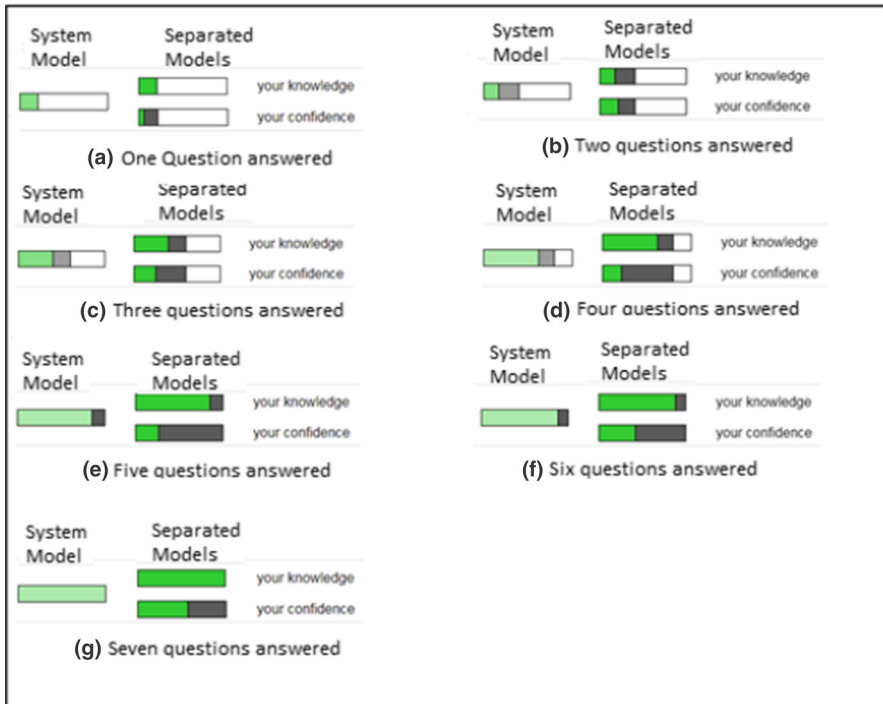 System
Model
Separated
Models
your knowledge
your confidence
(a) One Question answered
System
Model
Separated
Models
your knowledge
your confidence
(b) Two questions answered
System
Model
Separated
Models
your knowledge
your confidence
(c) Three questions answered
System
Model
Separated
Models
your knowledge
your confidence
(d) Four questions answered
System
Model
Separated
Models
your knowledge
your confidence
(e) Five questions answered
System
Model
Separated
Models
your knowledge
your confidence
(f) Six questions answered
System
Model
Separated
Models
your knowledge
your confidence
(g) Seven questions answered